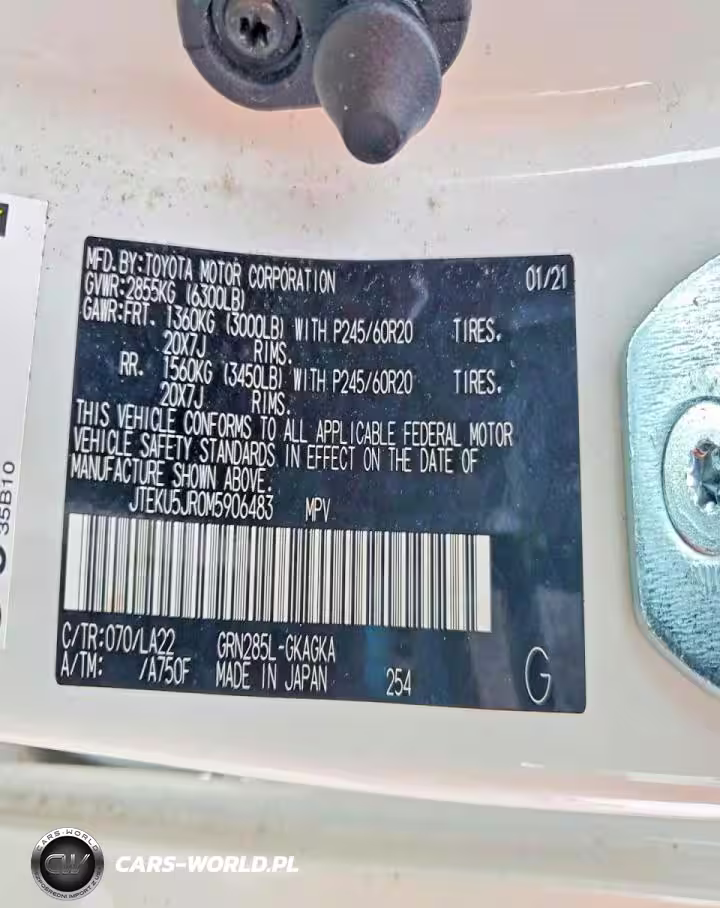 MFD.BY:TOYOTA MOTOR CORPORATION 01/21
GVWR:2855KG (6300LB)
GAWR:FRT. 1360KG (3000LB) WITH P245/60R20 TIRES.
20X7J RIMS.
RR. 1560KG (3450LB) WITH P245/60R20 TIRES.
20X7J RIMS.
THIS VEHICLE CONFORMS TO ALL APPLICABLE FEDERAL MOTOR
VEHICLE SAFETY STANDARDS IN EFFECT ON THE DATE OF
MANUFACTURE SHOWN ABOVE.
JTEKU5JR0M5906483 MPV
C/TR:070/LA22 GRN285L-GKAGKA
A/TM: /A750F MADE IN JAPAN 254 G
35B10
CARS-WORLD
CW
CARS-WORLD.PL